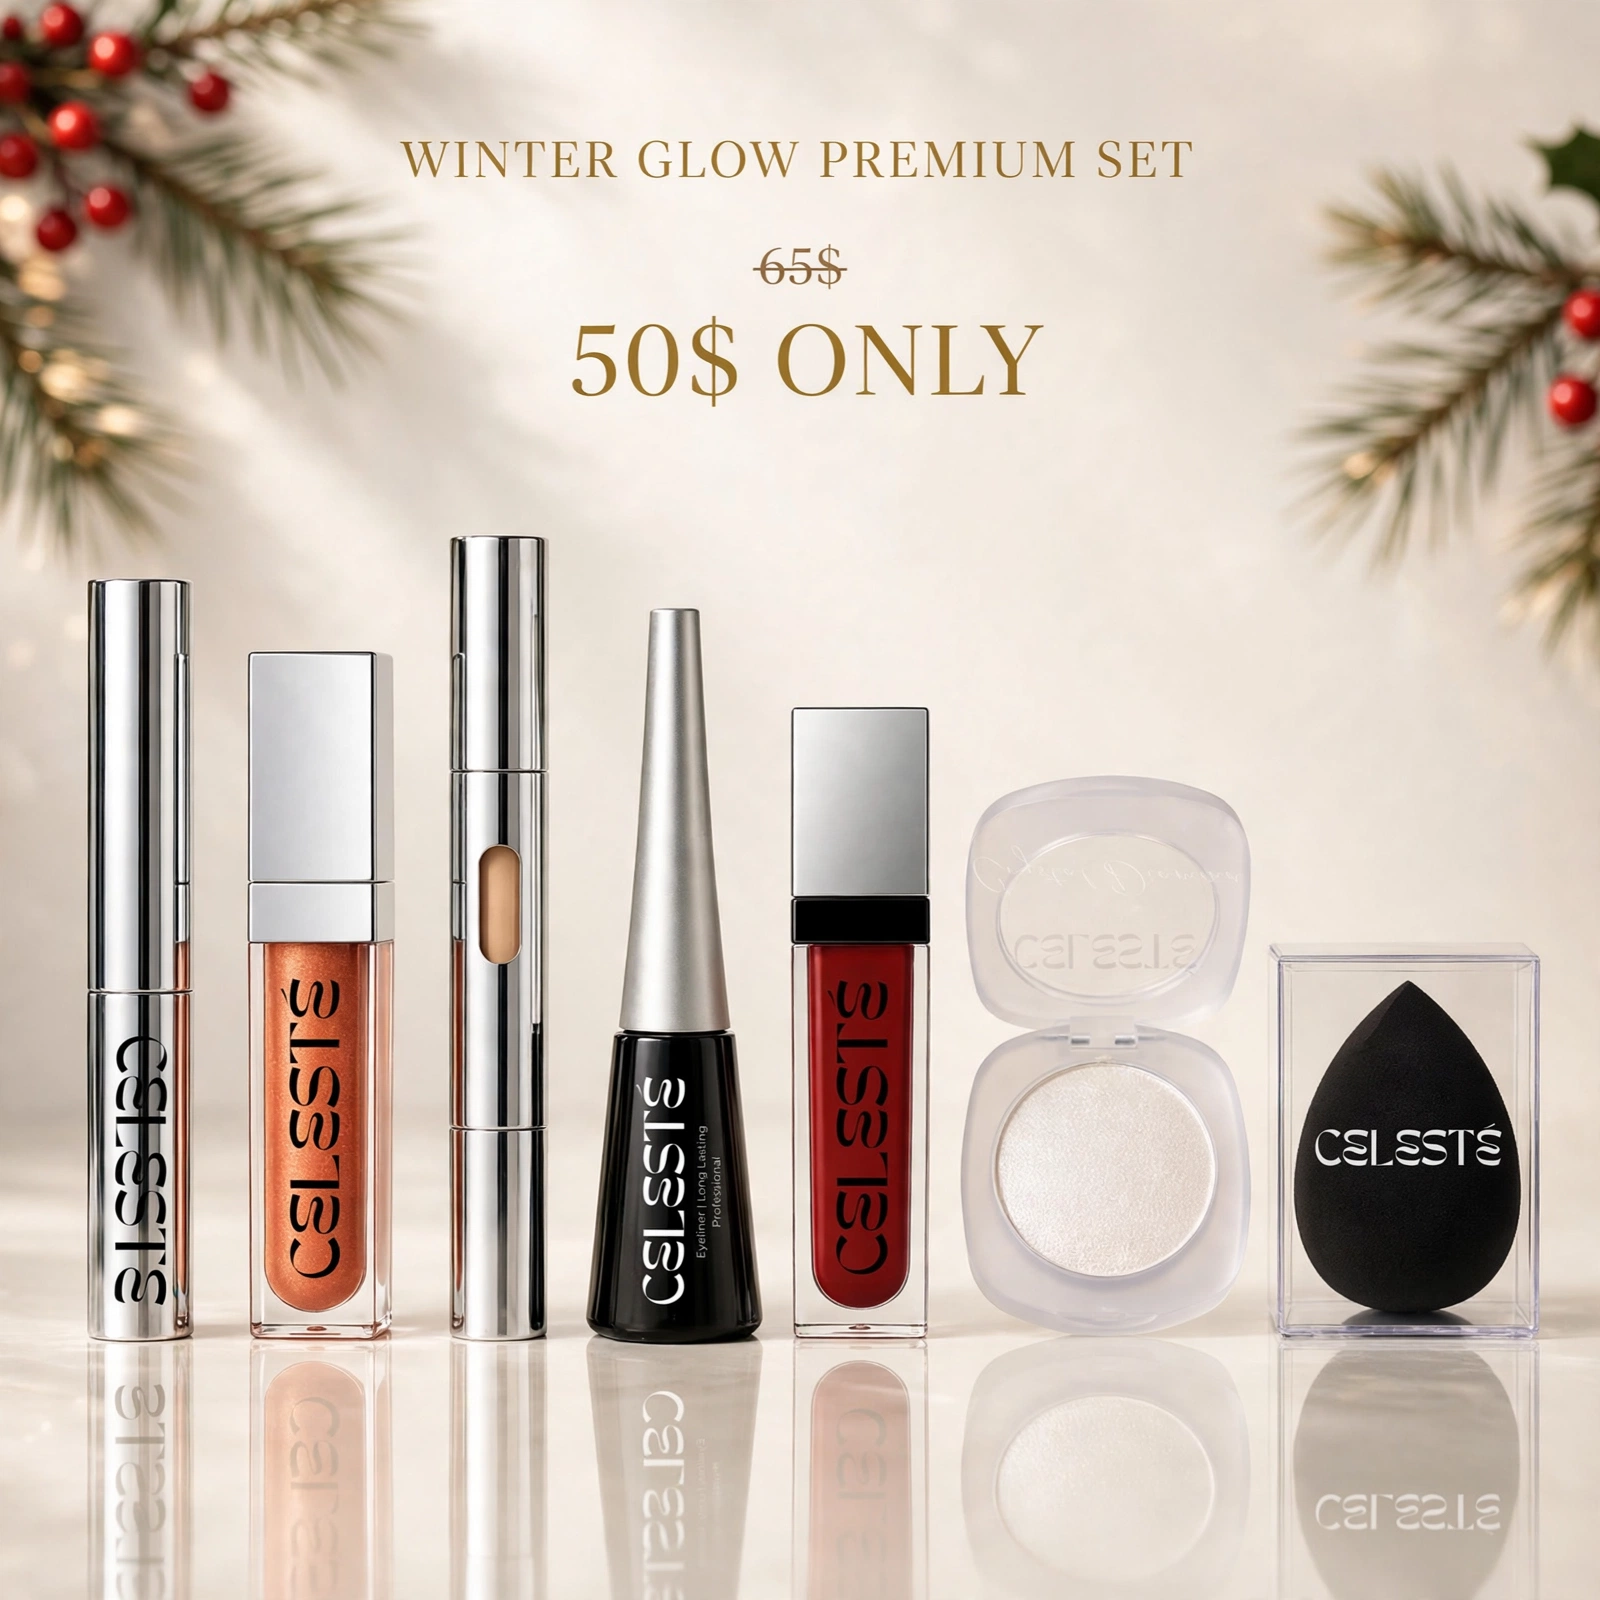 WINTER GLOW PREMIUM SET
65$
50$ ONLY
CELESTÉ
CELESTÉ
CELESTÉ
Eyeliner | Long Lasting
Professional
CELESTÉ
CELESTÉ
CELESTÉ